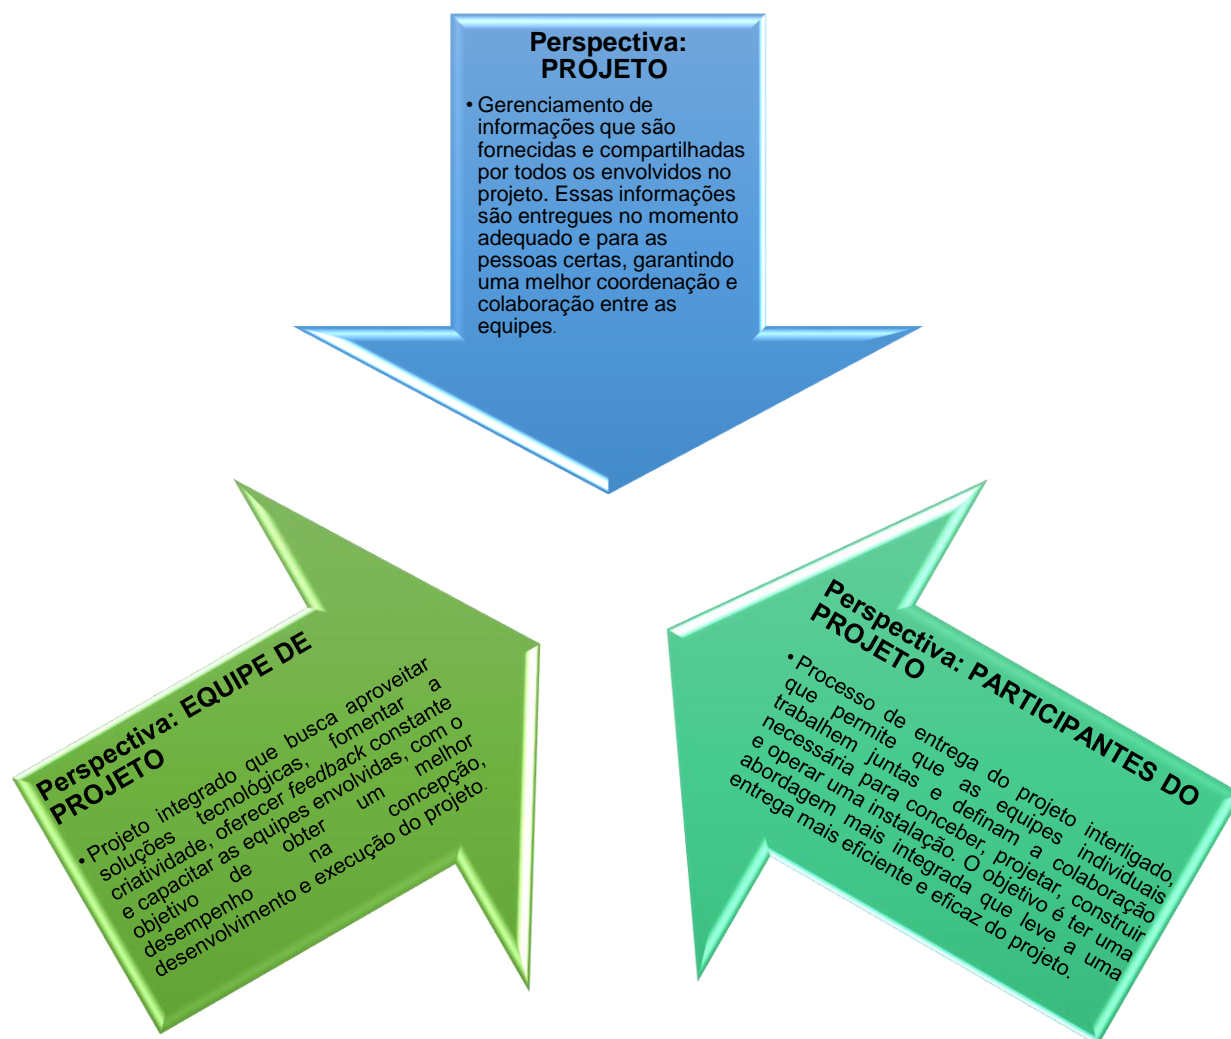 Perspectiva:
PROJETO
• Gerenciamento de
informações que são
fornecidas e compartilhadas
por todos os envolvidos no
projeto. Essas informações
são entregues no momento
adequado e para as
pessoas certas, garantindo
uma melhor coordenação e
colaboração entre as
equipes.
Perspectiva: EQUIPE DE
PROJETO
• Projeto integrado que busca aproveitar
soluções tecnológicas, fomentar a
criatividade, oferecer feedback constante
e capacitar as equipes envolvidas, com o
objetivo de obter um melhor
desempenho na concepção,
desenvolvimento e execução do projeto.
Perspectiva: PARTICIPANTES DO
PROJETO
• Processo de entrega do projeto interligado,
que permite que as equipes individuais
trabalhem juntas e definam a colaboração
necessária para conceber, projetar, construir
e operar uma instalação. O objetivo é ter uma
abordagem mais integrada que leve a uma
entrega mais eficiente e eficaz do projeto.